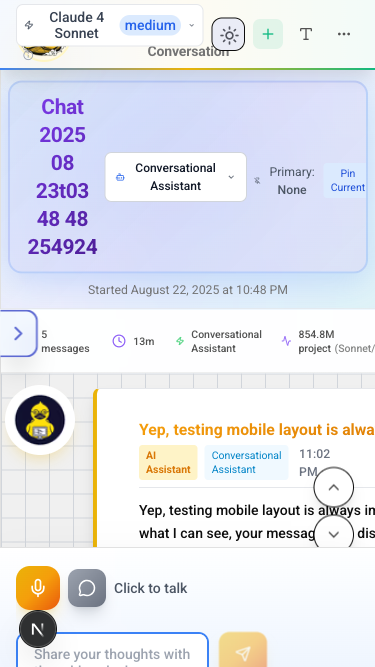 Claude 4
Sonnet
medium
Conversation
Chat
2025
08
23t03
48 48
254924
Conversational
Assistant
Primary:
None
Pin
Current
Started August 22, 2025 at 10:48 PM
5
messages
13m
Conversational
Assistant
854.8M
project (Sonnet/
Yep, testing mobile layout is alwa
AI
Assistant
Conversational
Assistant
11:02
PM
Yep, testing mobile layout is always in
what I can see, your messag dis
Click to talk
N
Share your thoughts with